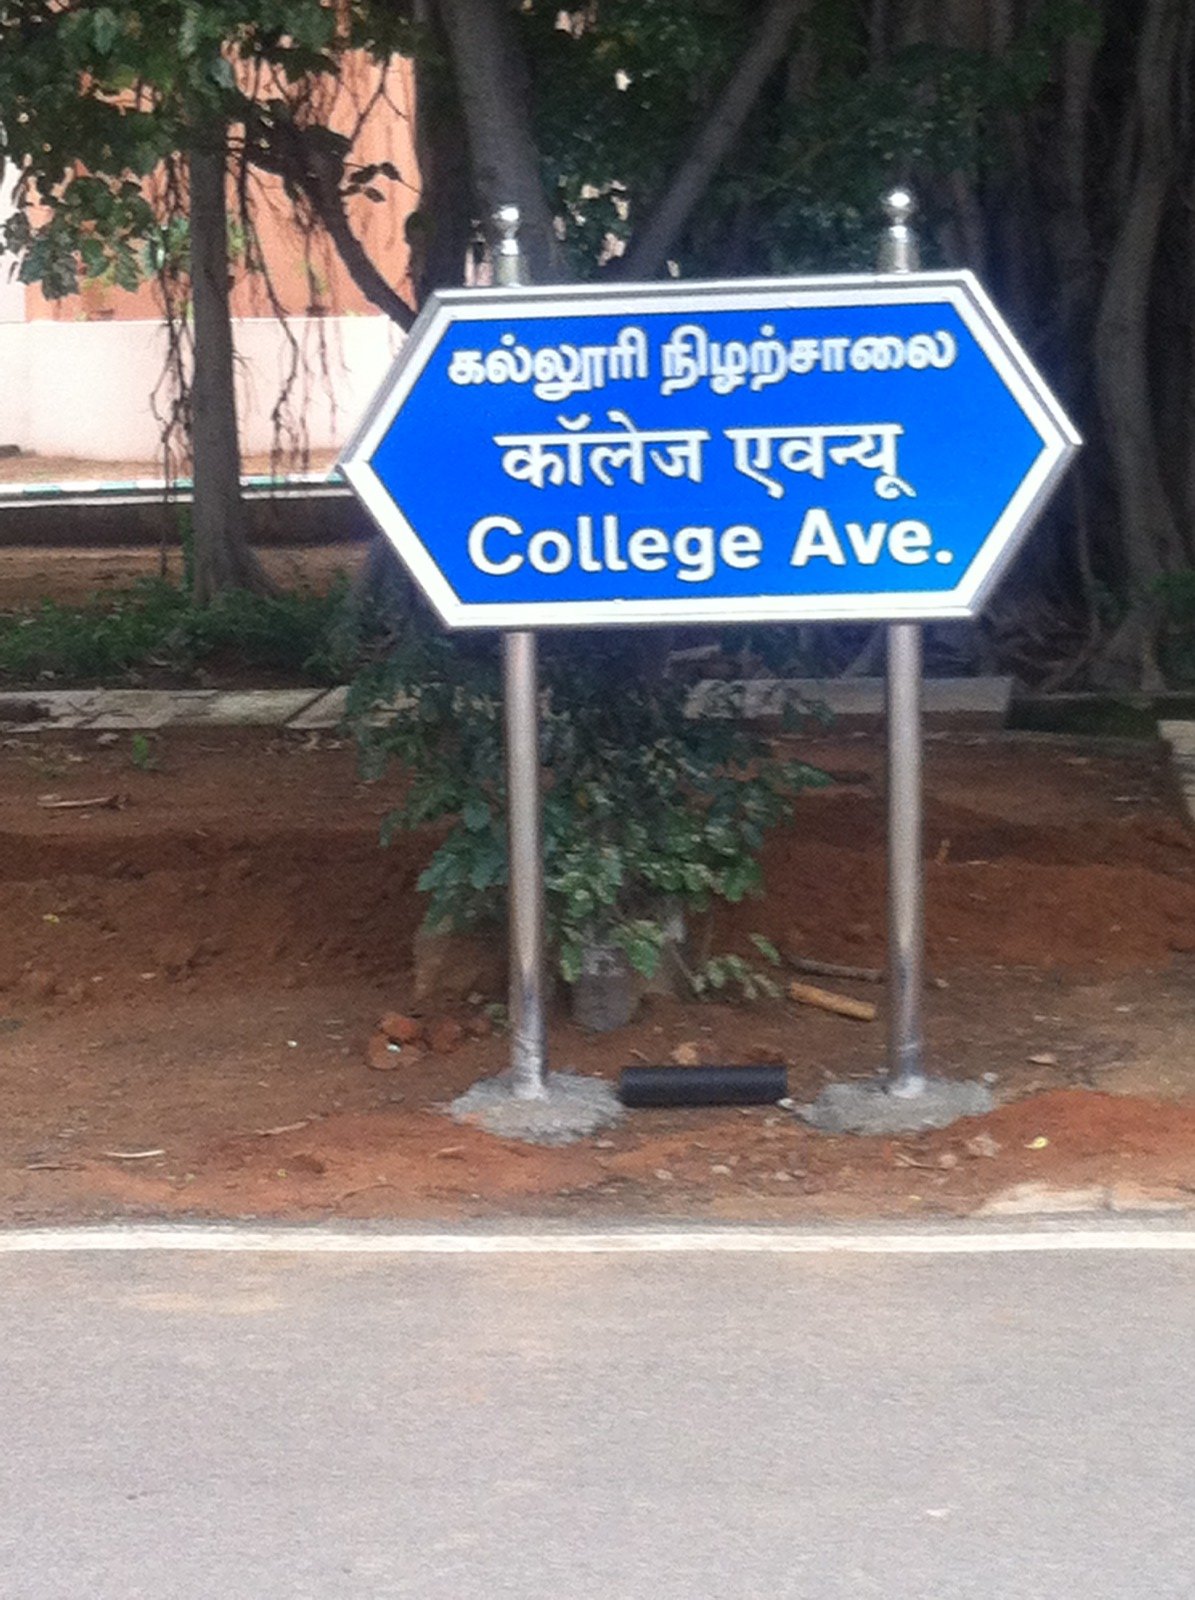 கல்லூரி நிழற்சாலை
कॉलेज एवन्यू
College Ave.